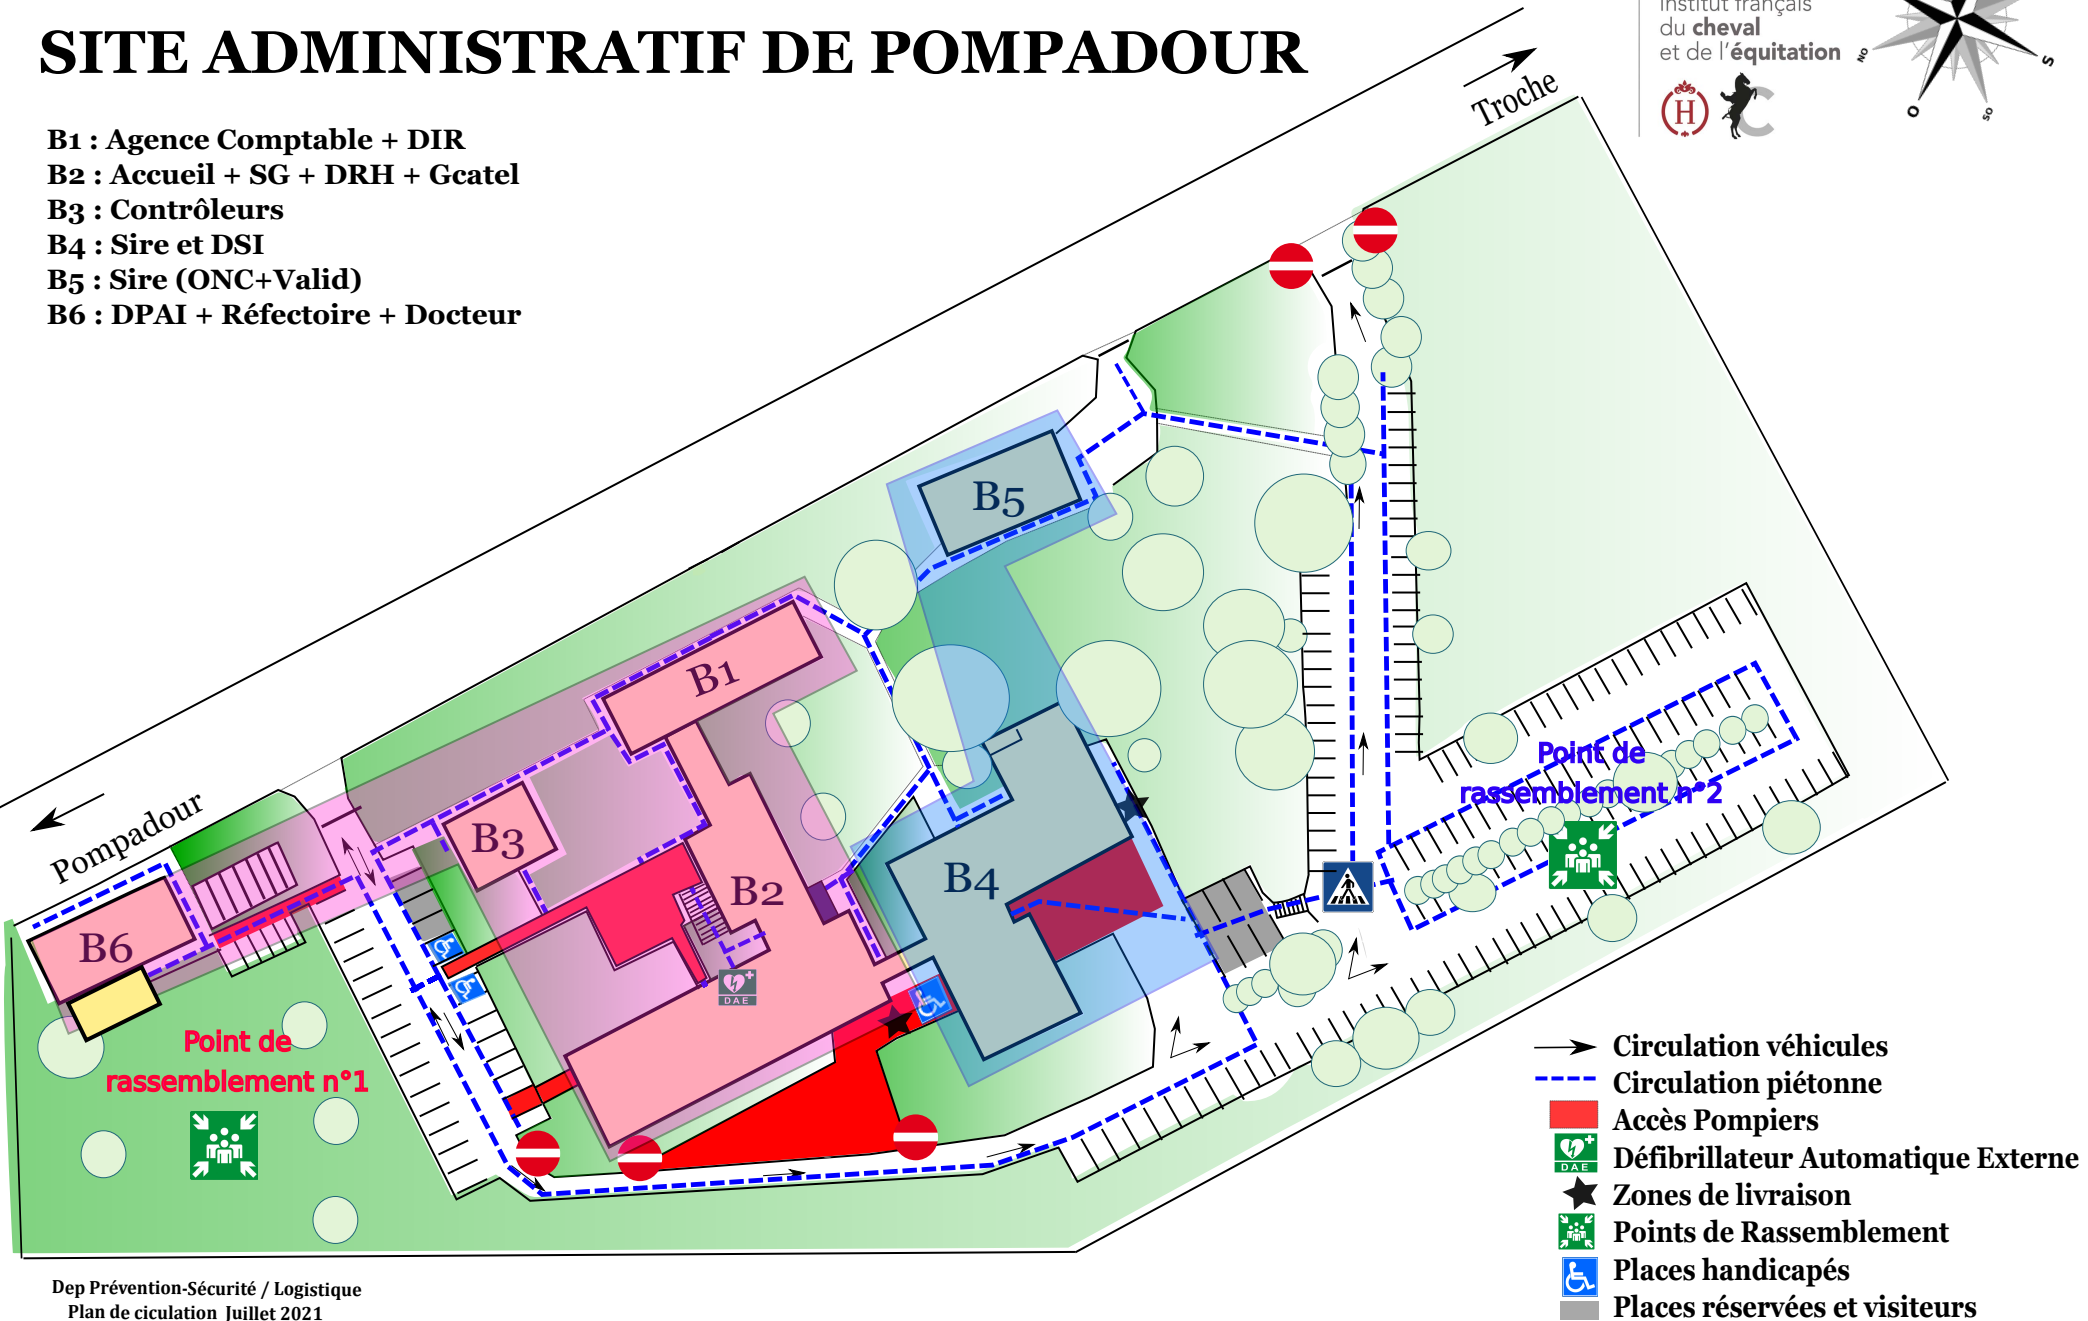 SITE ADMINISTRATIF DE POMPADOUR
institut français
du cheval
et de l'équitation
H
C
NO
O
SO
S
Troche
B1 : Agence Comptable + DIR
B2 : Accueil + SG + DRH + Gcatel
B3 : Contrôleurs
B4 : Sire et DSI
B5 : Sire (ONC+Valid)
B6 : DPAI + Réfectoire + Docteur
B5
B1
Pompadour
B3
B2
B4
B6
DAE
Point de
rassemblement n°2
Point de
rassemblement n°1
Circulation véhicules
Circulation piétonne
Accès Pompiers
DAE
Défibrillateur Automatique Externe
Zones de livraison
Points de Rassemblement
Places handicapés
Places réservées et visiteurs
Dep Prévention-Sécurité / Logistique
Plan de ciculation Juillet 2021